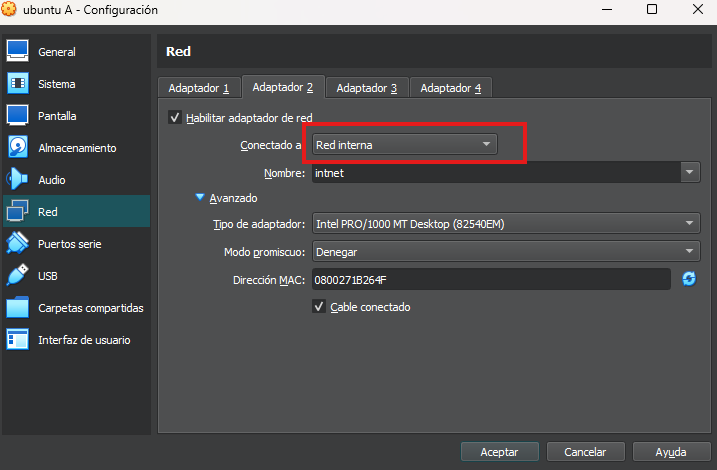 ubuntu A - Configuración
General
Sistema
Pantalla
Almacenamiento
Audio
Red
Puertos serie
USB
Carpetas compartidas
Interfaz de usuario
Red
Adaptador 1 Adaptador 2 Adaptador 3 Adaptador 4
Habilitar adaptador de red
Conectado a Red interna
Nombre: intnet
Avanzado
Tipo de adaptador: Intel PRO/1000 MT Desktop (82540EM)
Modo promiscuo: Denegar
Dirección MAC: 0800271B264F
Cable conectado
Aceptar Cancelar Ayuda